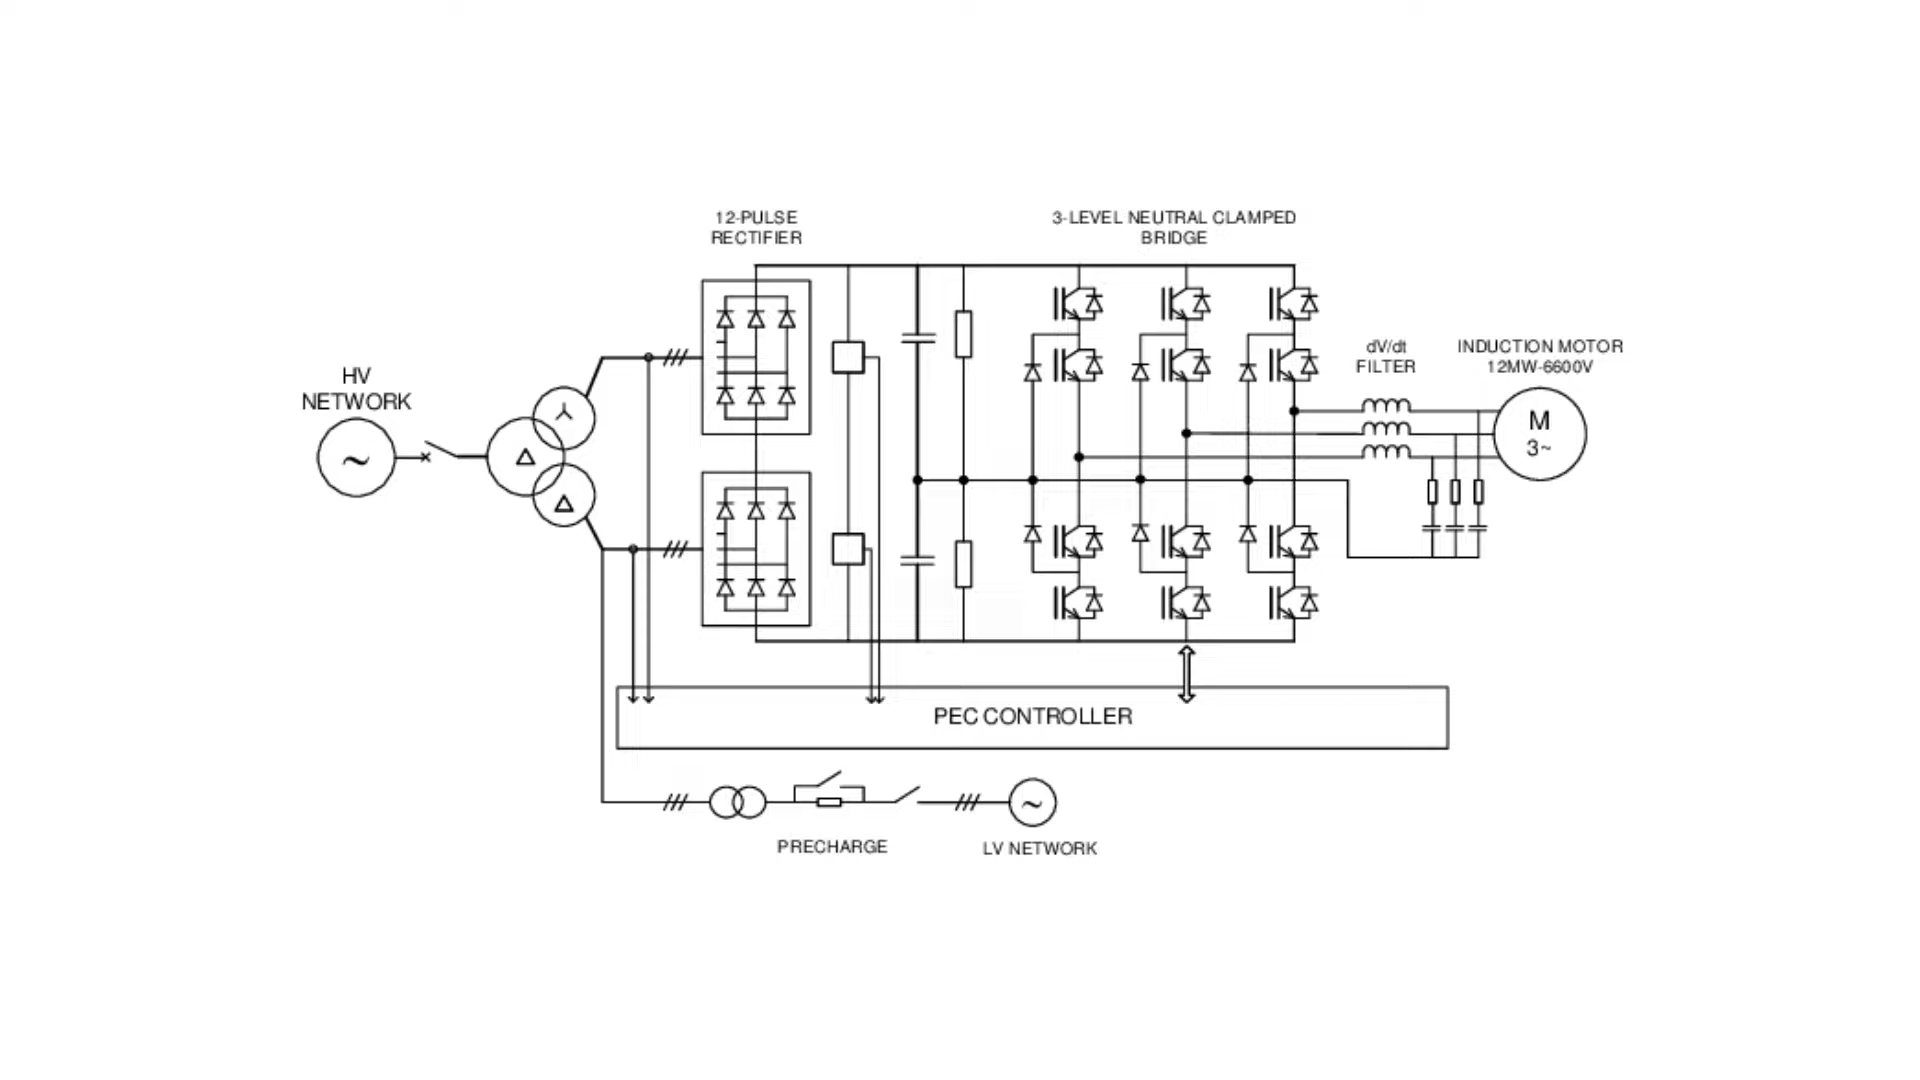 12-PULSE
RECTIFIER
3-LEVEL NEUTRAL CLAMPED
BRIDGE
dV/dt
FILTER
INDUCTION MOTOR
12MW-6600V
HV
NETWORK
M
3~
PEC CONTROLLER
PRECHARGE
LV NETWORK